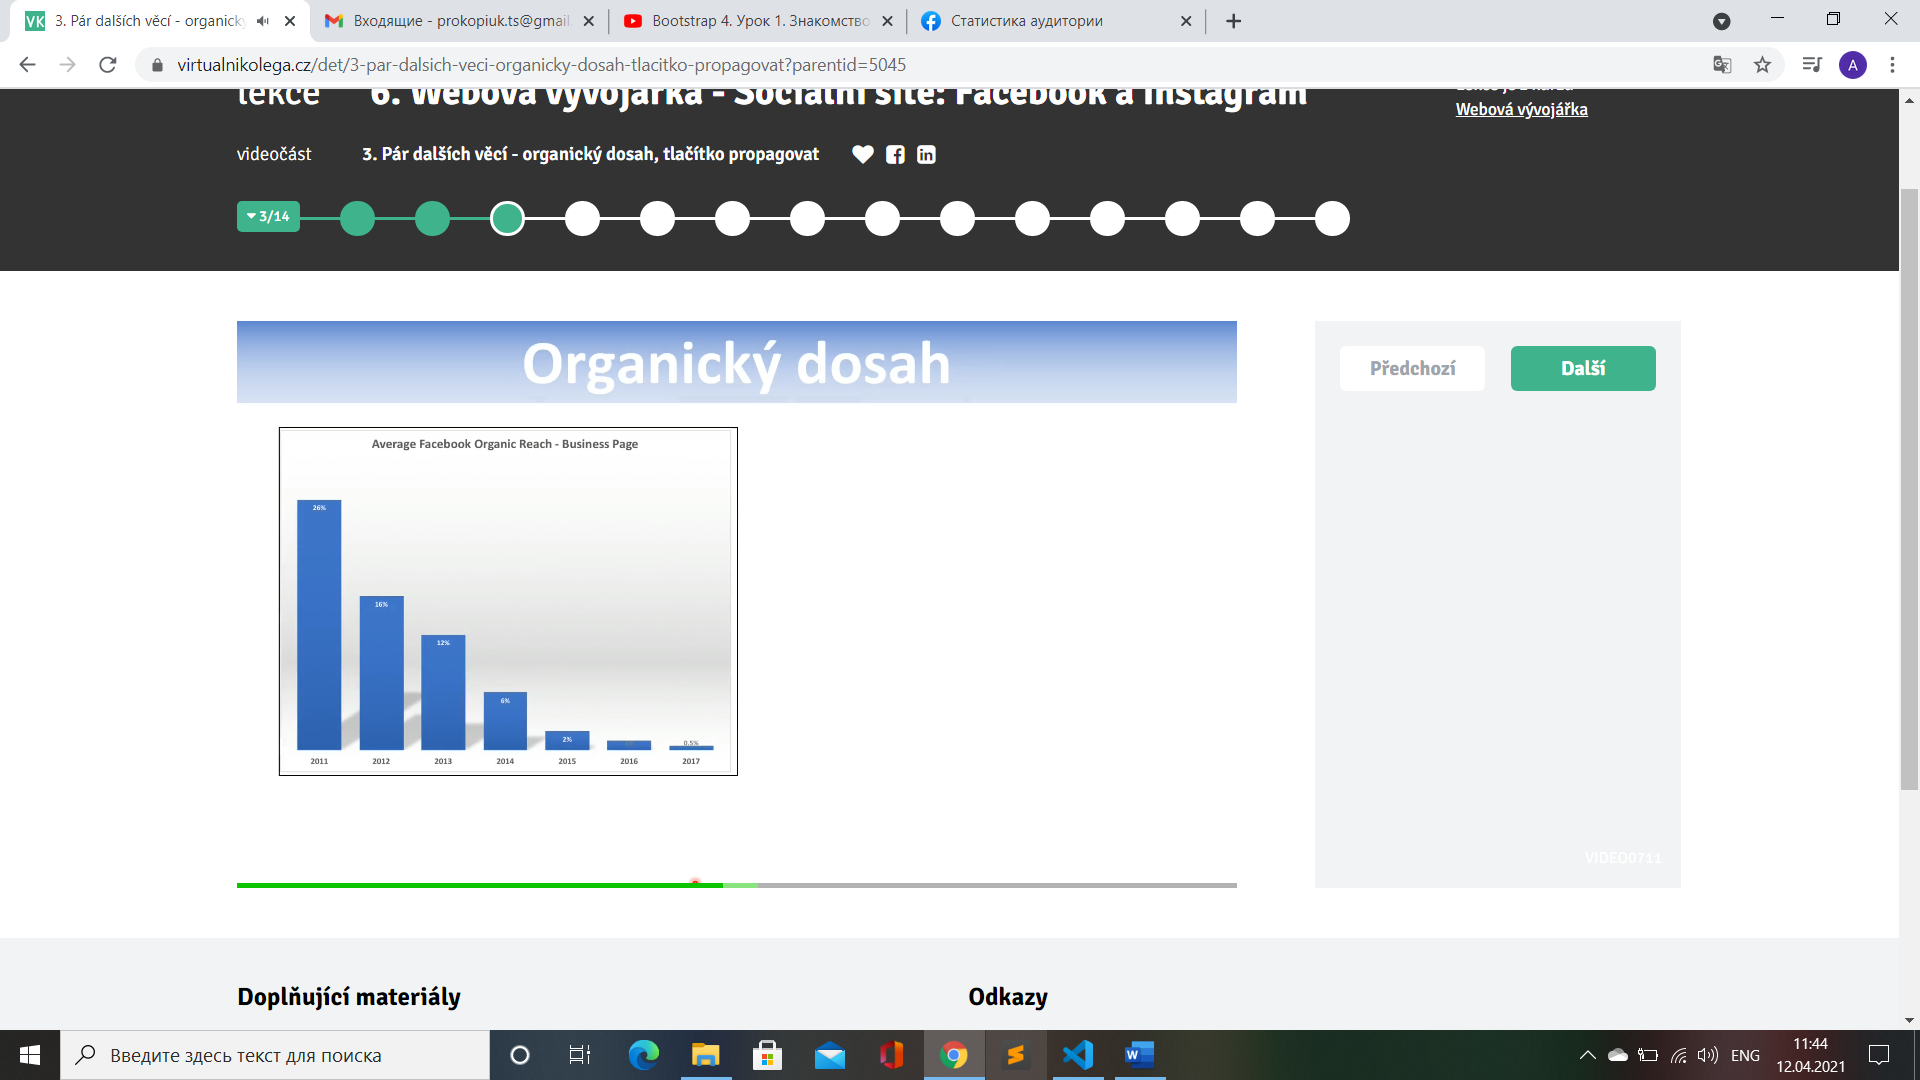 3. Pár dalších věcí - organický
Входящие - prokopiuk.ts@gmail.
Bootstrap 4. Урок 1. Знакомство
Статистика аудитории
virtualnikolega.cz/det/3-par-dalsich-veci-organicky-dosah-tlacitko-propagovat?parentid=5045
A
lekce 6. Webová vývojářka - Sociální sítě: Facebook a Instagram
Webová vývojářka
videočást 3. Pár dalších věcí - organický dosah, tlačítko propagovat
3/14
Organický dosah
Předchozí Další
Average Facebook Organic Reach - Business Page
26%
16%
12%
6%
2%
0.5%
2011 2012 2013 2014 2015 2016 2017
VIDEO0711
Doplňující materiály Odkazy
Введите здесь текст для поиска
ENG
11:44
12.04.2021